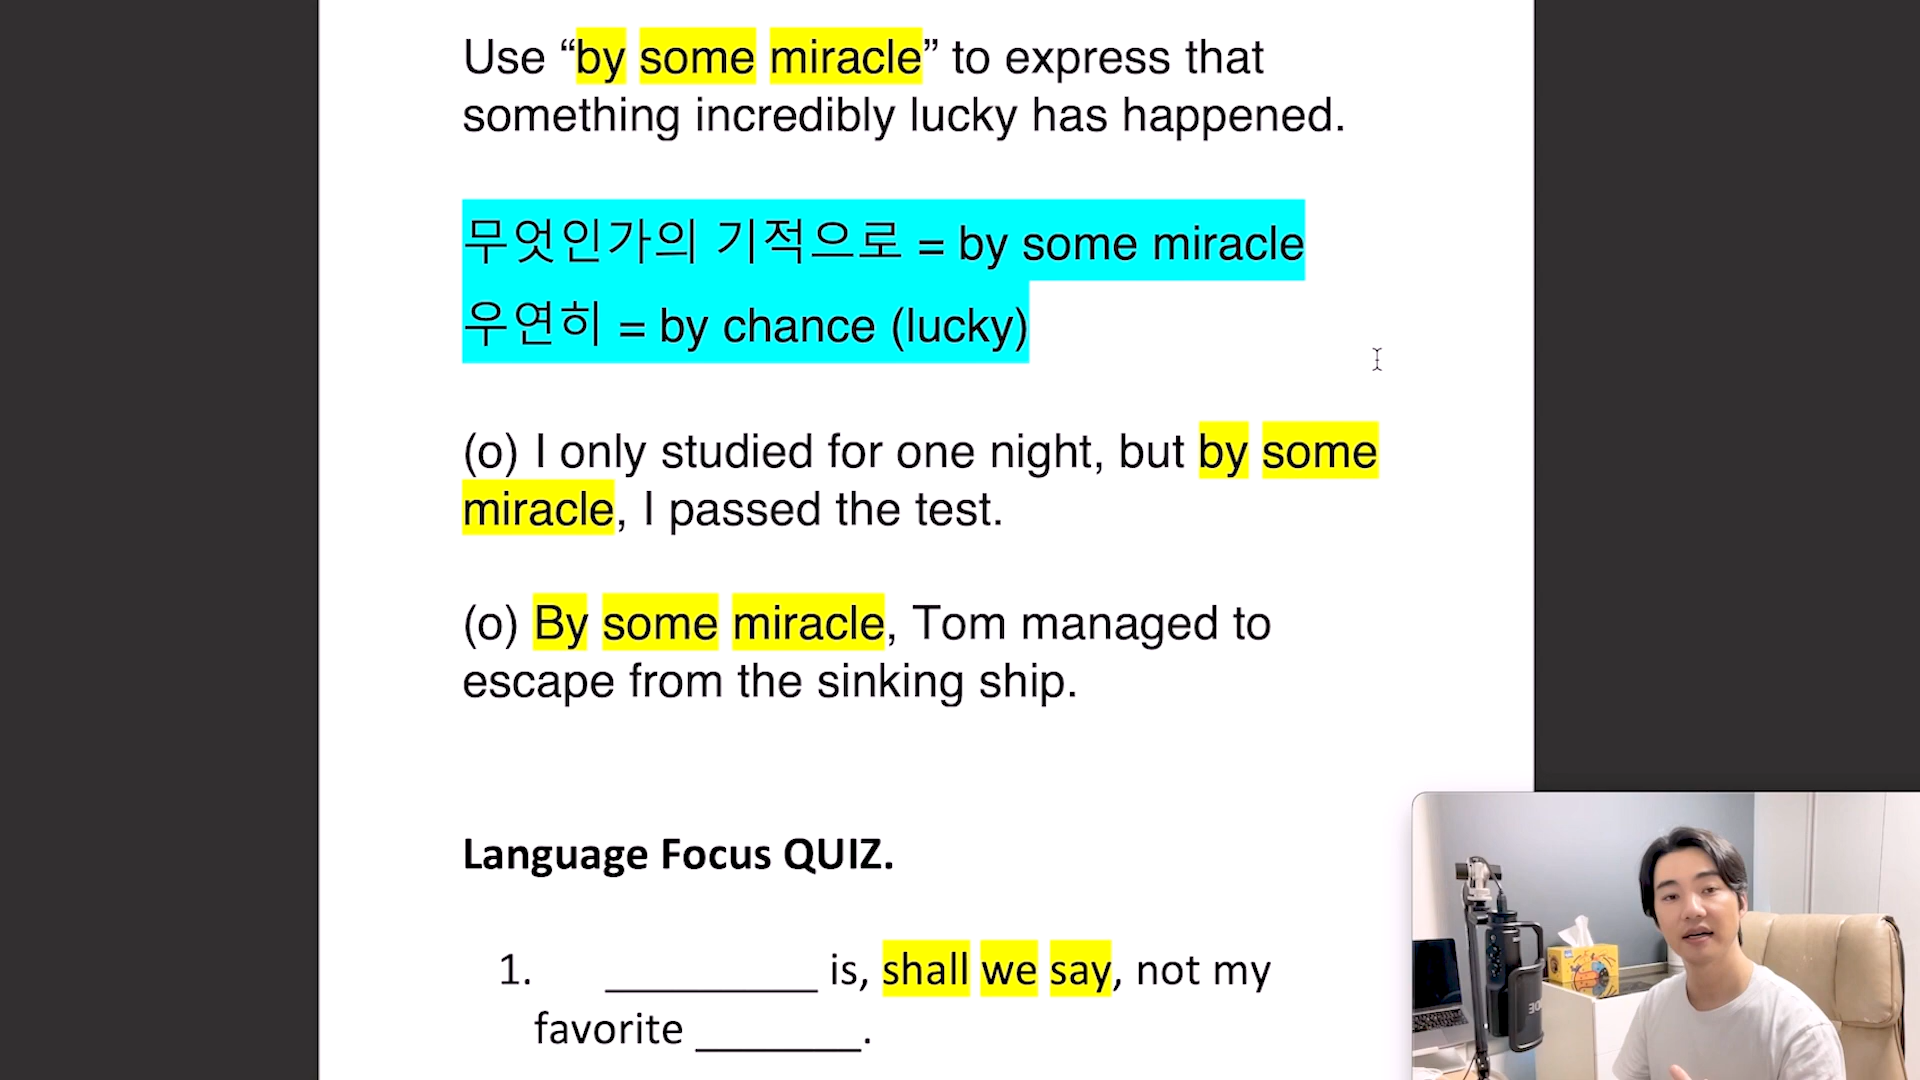 Use “by some miracle” to express that
something incredibly lucky has happened.
무엇인가의 기적으로 = by some miracle
우연히 = by chance (lucky)
(o) I only studied for one night, but by some
miracle, I passed the test.
(o) By some miracle, Tom managed to
escape from the sinking ship.
Language Focus QUIZ.
1. __________ is, shall we say, not my
favorite ________.